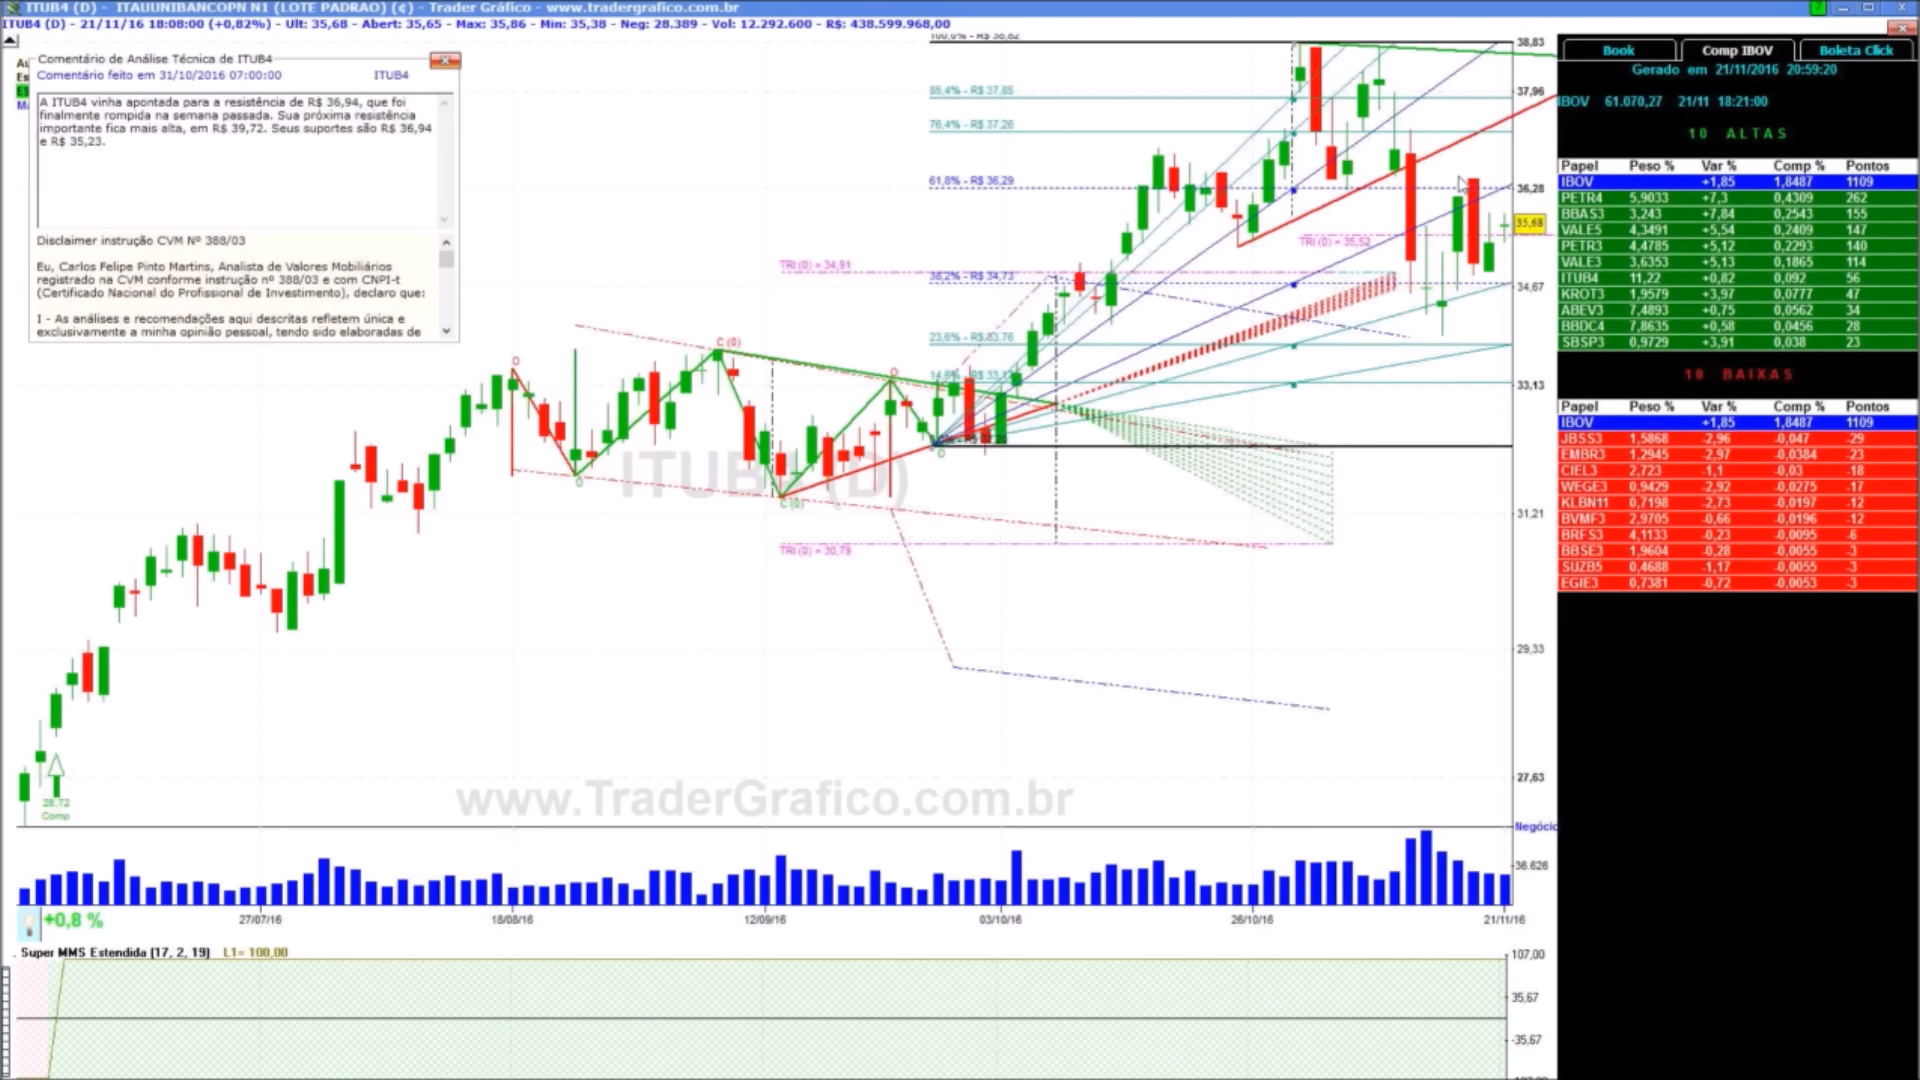 ITUB4 (D) - ITAUUNIBANCOPN N1 (LOTE PADRAO) (¢) - Trader Gráfico - www.tradergrafico.com.br
ITUB4 (D) - 21/11/16 18:08:00 (+0,82%) - Ult: 35,68 - Abert: 35,65 - Max: 35,86 - Min: 35,38 - Neg: 28.389 - Vol: 12.292.600 - R$: 438.599.968,00
Comentário de Análise Técnica de ITUB4
Comentário feito em 31/10/2016 07:00:00 ITUB4
A ITUB4 vinha apontada para a resistência de R$ 36,94, que foi
finalmente rompida na semana passada. Sua próxima resistência
importante fica mais alta, em R$ 39,72. Seus suportes são R$ 36,94
e R$ 35,23.
Disclaimer instrução CVM Nº 388/03
Eu, Carlos Felipe Pinto Martins, Analista de Valores Mobiliários
registrado na CVM conforme instrução nº 388/03 e com CNPI-t
(Certificado Nacional do Profissional de Investimento), declaro que:
I - As análises e recomendações aqui descritas refletem única e
exclusivamente a minha opinião pessoal, tendo sido elaboradas de
100,0% - R$ 38,82
85,4% - R$ 37,85
76,4% - R$ 37,26
61,8% - R$ 36,29
TRI (0) = 35,52
TRI (0) = 34,91
38,2% - R$ 34,73
23,6% - R$ 33,76
C (0)
C (0)
TRI (0) = 30,79
ITUB4 (D)
www.TraderGrafico.com.br
28,72
Comp
38,83
37,96
36,28
35,68
34,67
33,13
31,21
29,33
27,63
Negócio
36.626
+0,8 %
27/07/16 18/08/16 12/09/16 03/10/16 26/10/16 21/11/16
. Super MMS Estendida (17, 2, 19) L1= 100,00
107,00
35,67
-35,67
Book Comp IBOV Boleta Click
Gerado em 21/11/2016 20:59:20
IBOV 61.070,27 21/11 18:21:00
10 ALTAS
Papel Peso % Var % Comp % Pontos
IBOV +1,85 1,8487 1109
PETR4 5,9033 +7,3 0,4309 262
BBAS3 3,243 +7,84 0,2543 155
VALE5 4,3491 +5,54 0,2409 147
PETR3 4,4785 +5,12 0,2293 140
VALE3 3,6353 +5,13 0,1865 114
ITUB4 11,22 +0,82 0,092 56
KROT3 1,9579 +3,97 0,0777 47
ABEV3 7,4893 +0,75 0,0562 34
BBDC4 7,8635 +0,58 0,0456 28
SBSP3 0,9729 +3,91 0,038 23
10 BAIXAS
Papel Peso % Var % Comp % Pontos
IBOV +1,85 1,8487 1109
JBSS3 1,5868 -2,96 -0,047 -29
EMBR3 1,2945 -2,97 -0,0384 -23
CIEL3 2,723 -1,1 -0,03 -18
WEGE3 0,9429 -2,92 -0,0275 -17
KLBN11 0,7198 -2,73 -0,0197 -12
BVMF3 2,9705 -0,66 -0,0196 -12
BRFS3 4,1133 -0,23 -0,0095 -6
BBSE3 1,9604 -0,28 -0,0055 -3
SUZB5 0,4688 -1,17 -0,0055 -3
EGIE3 0,7381 -0,72 -0,0053 -3